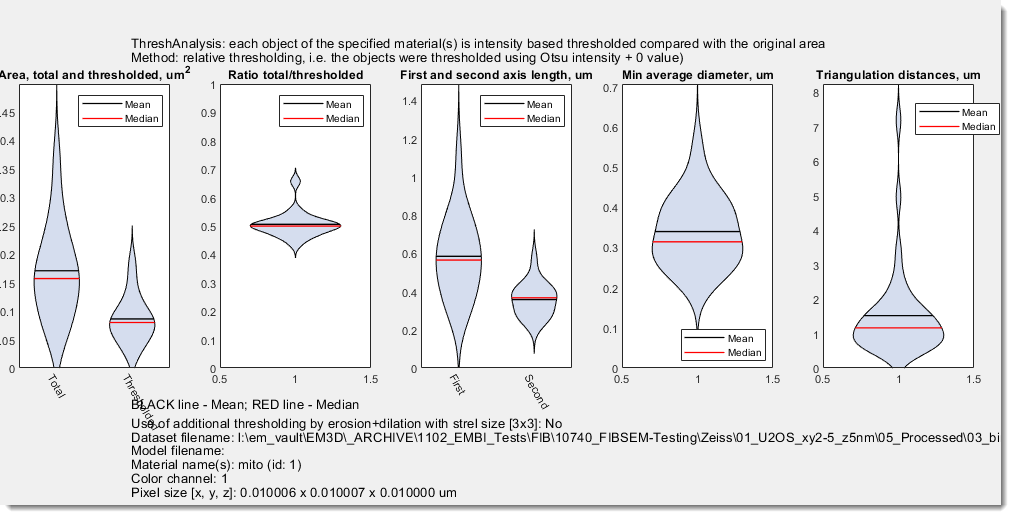 ThreshAnalysis: each object of the specified material(s) is intensity based thresholded compared with the original area
Method: relative thresholding, i.e. the objects were thresholded using Otsu intensity + 0 value)
Area, total and thresholded, um2
Ratio total/thresholded
First and second axis length, um
Min average diameter, um
Triangulation distances, um
.45
0.4
.35
0.3
.25
0.2
.15
0.1
.05
0
Mean
Median
Total
Thresholded
1
0.9
0.8
0.7
0.6
0.5
0.4
0.3
0.2
0.1
0
Mean
Median
0.5
1
1.5
1.4
1.2
1
0.8
0.6
0.4
0.2
0
Mean
Median
First
Second
0.7
0.6
0.5
0.4
0.3
0.2
0.1
Mean
Median
0.5
1
1.5
8
7
6
5
4
3
2
1
0
Mean
Median
0.5
1
1.5
BLACK line - Mean; RED line - Median
Use of additional thresholding by erosion+dilation with strel size [3x3]: No
Dataset filename: I:\em_vault\EM3D\_ARCHIVE\1102_EMBI_Tests\FIB\10740_FIBSEM-Testing\Zeiss\01_U2OS_xy2-5_z5nm\05_Processed\03_bi
Model filename:
Material name(s): mito (id: 1)
Color channel: 1
Pixel size [x, y, z]: 0.010006 x 0.010007 x 0.010000 um